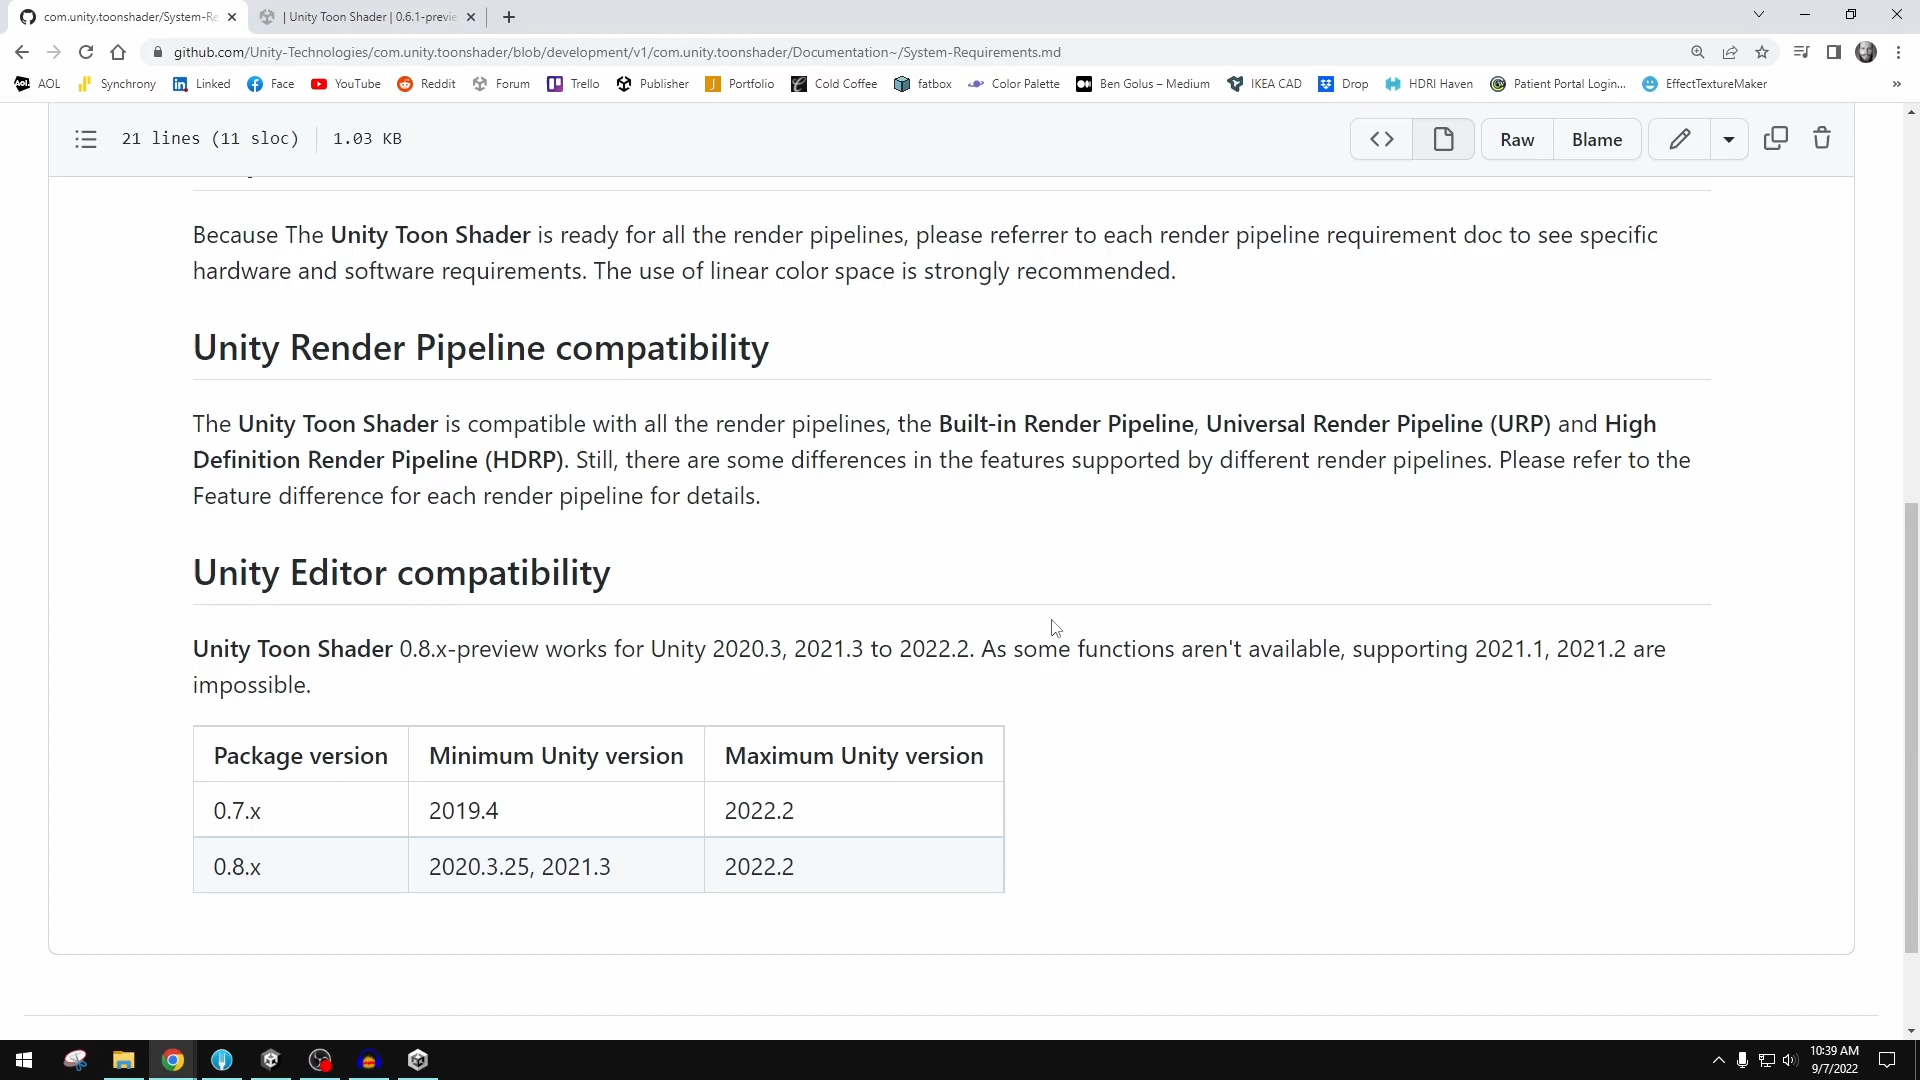 com.unity.toonshader/System-Re
| Unity Toon Shader | 0.6.1-previe
github.com/Unity-Technologies/com.unity.toonshader/blob/development/v1/com.unity.toonshader/Documentation~/System-Requirements.md
Aol. AOL Synchrony Linked Face YouTube Reddit Forum Trello Publisher Portfolio Cold Coffee fatbox Color Palette Ben Golus – Medium IKEA CAD Drop HDRI Haven Patient Portal Login... EffectTextureMaker »
21 lines (11 sloc) 1.03 KB Raw Blame
Because The Unity Toon Shader is ready for all the render pipelines, please referrer to each render pipeline requirement doc to see specific
hardware and software requirements. The use of linear color space is strongly recommended.
Unity Render Pipeline compatibility
The Unity Toon Shader is compatible with all the render pipelines, the Built-in Render Pipeline, Universal Render Pipeline (URP) and High
Definition Render Pipeline (HDRP). Still, there are some differences in the features supported by different render pipelines. Please refer to the
Feature difference for each render pipeline for details.
Unity Editor compatibility
Unity Toon Shader 0.8.x-preview works for Unity 2020.3, 2021.3 to 2022.2. As some functions aren't available, supporting 2021.1, 2021.2 are
impossible.
Package version Minimum Unity version Maximum Unity version
0.7.x 2019.4 2022.2
0.8.x 2020.3.25, 2021.3 2022.2
10:39 AM
9/7/2022